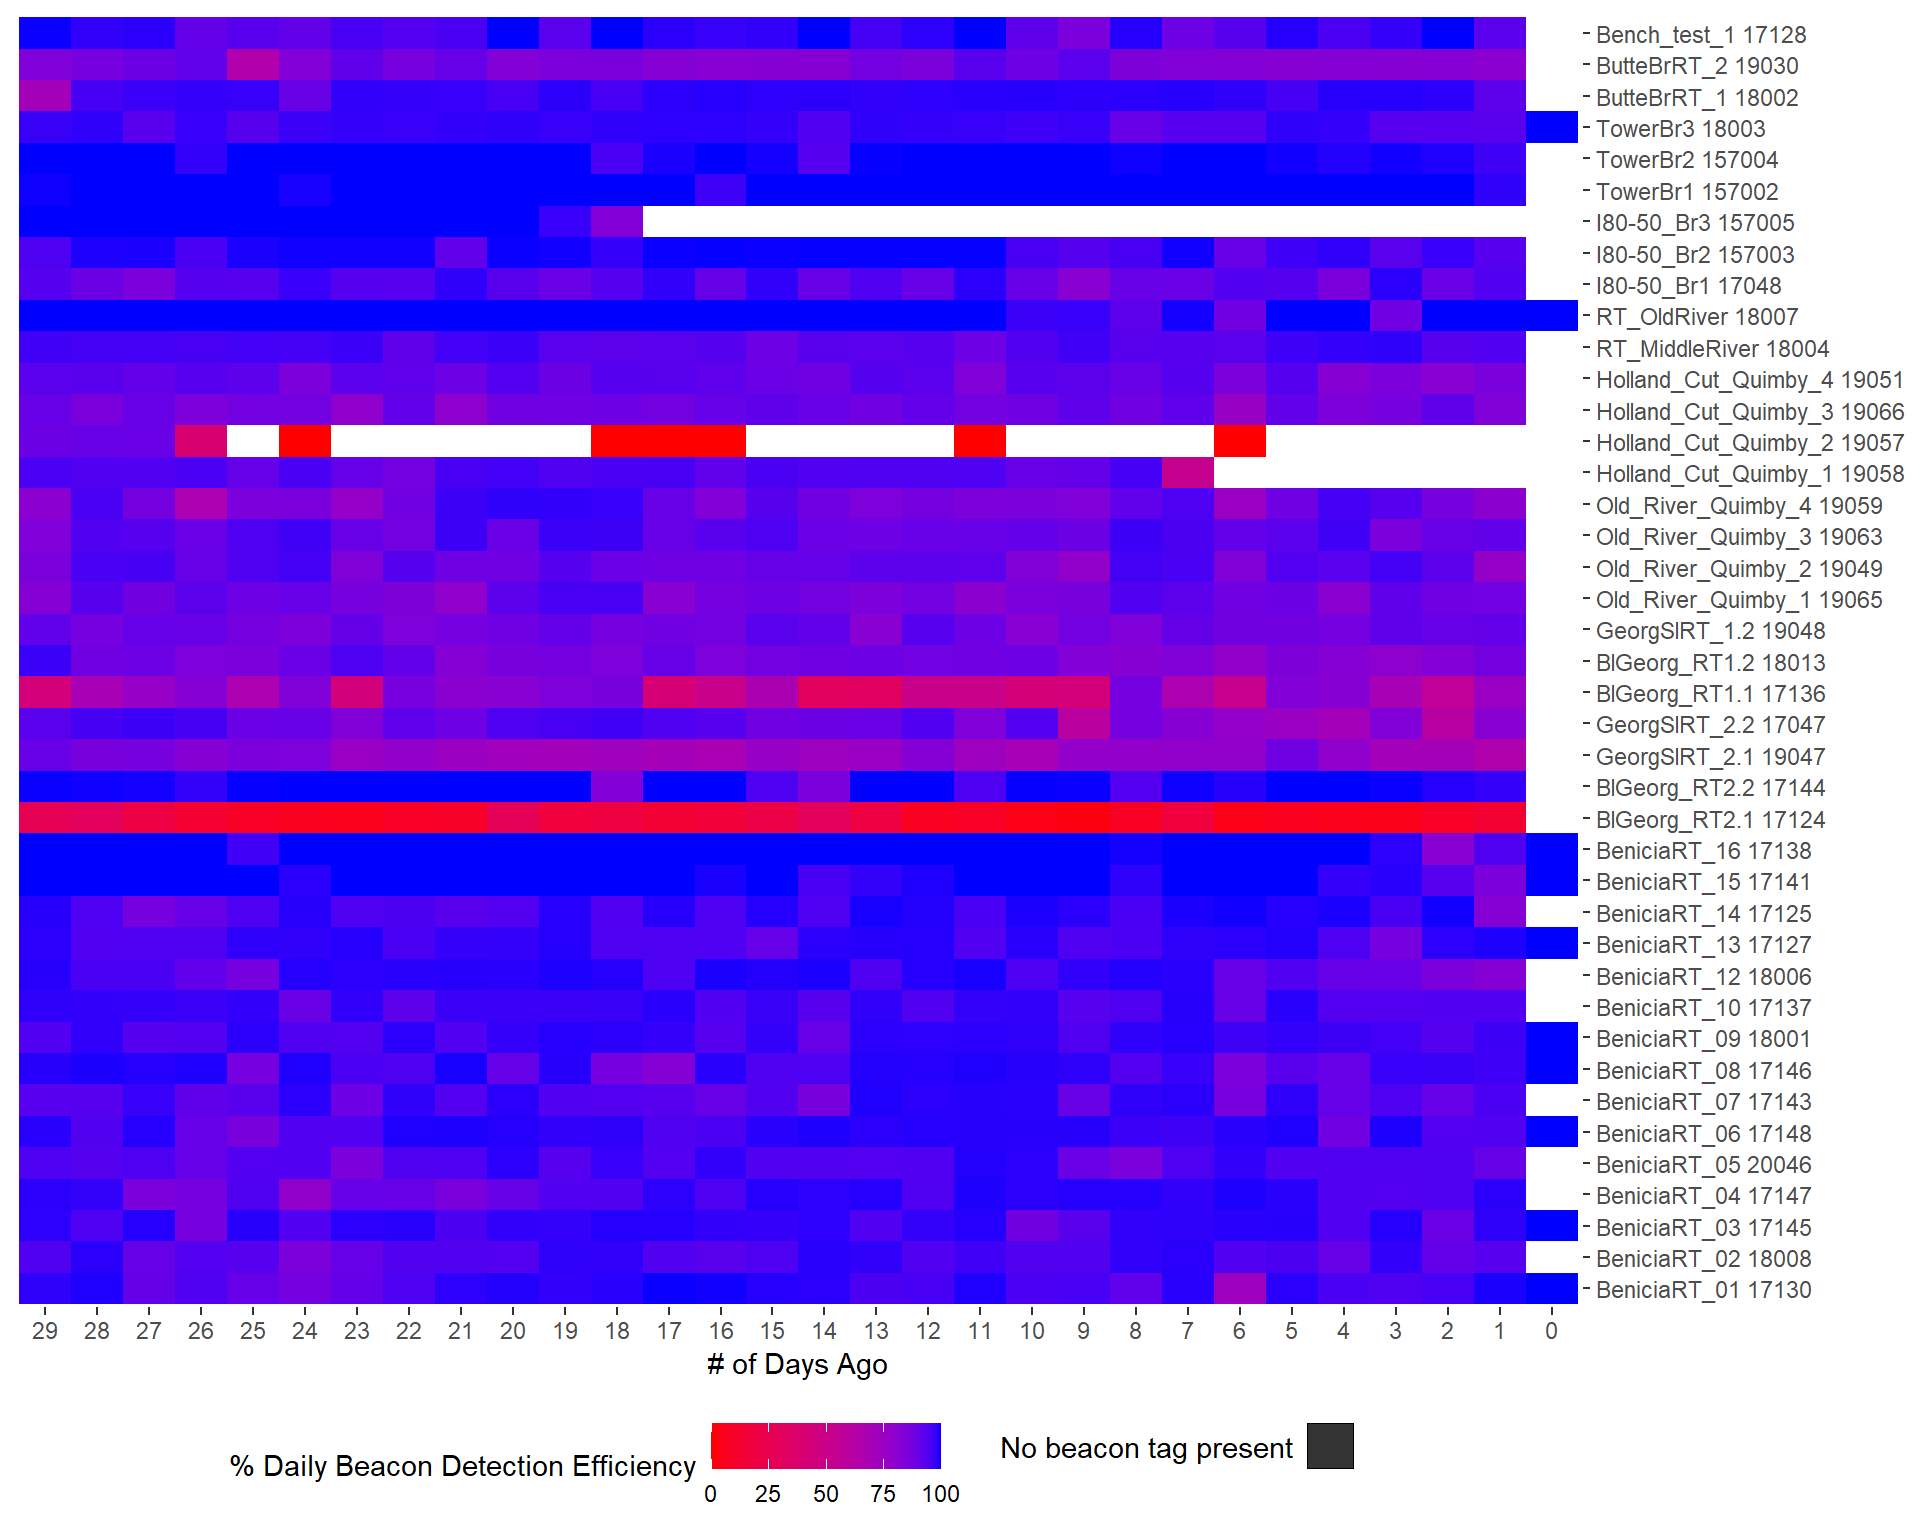 Bench_test_1 17128
ButteBrRT_2 19030
ButteBrRT_1 18002
TowerBr3 18003
TowerBr2 157004
TowerBr1 157002
I80-50_Br3 157005
I80-50_Br2 157003
I80-50_Br1 17048
RT_OldRiver 18007
RT_MiddleRiver 18004
Holland_Cut_Quimby_4 19051
Holland_Cut_Quimby_3 19066
Holland_Cut_Quimby_2 19057
Holland_Cut_Quimby_1 19058
Old_River_Quimby_4 19059
Old_River_Quimby_3 19063
Old_River_Quimby_2 19049
Old_River_Quimby_1 19065
GeorgSlRT_1.2 19048
BlGeorg_RT1.2 18013
BlGeorg_RT1.1 17136
GeorgSlRT_2.2 17047
GeorgSlRT_2.1 19047
BlGeorg_RT2.2 17144
BlGeorg_RT2.1 17124
BeniciaRT_16 17138
BeniciaRT_15 17141
BeniciaRT_14 17125
BeniciaRT_13 17127
BeniciaRT_12 18006
BeniciaRT_10 17137
BeniciaRT_09 18001
BeniciaRT_08 17146
BeniciaRT_07 17143
BeniciaRT_06 17148
BeniciaRT_05 20046
BeniciaRT_04 17147
BeniciaRT_03 17145
BeniciaRT_02 18008
BeniciaRT_01 17130
29 28 27 26 25 24 23 22 21 20 19 18 17 16 15 14 13 12 11 10 9 8 7 6 5 4 3 2 1 0
# of Days Ago
% Daily Beacon Detection Efficiency
0 25 50 75 100
No beacon tag present